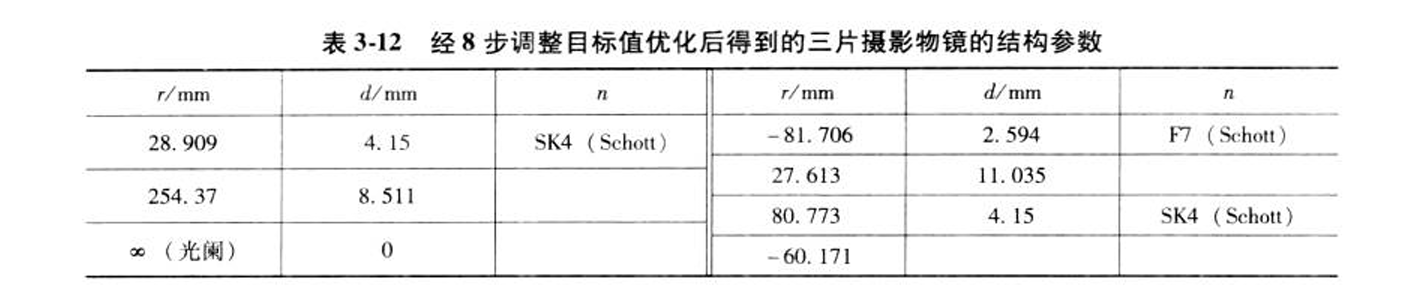 表 3-12 经 8 步调整目标值优化后得到的三片摄影物镜的结构参数
r/mm d/mm n r/mm d/mm n
28.909 4.15 SK4 (Schott) -81.706 2.594 F7 (Schott)
27.613 11.035
254.37 8.511
80.773 4.15 SK4 (Schott)
∞ (光阑) 0
-60.171